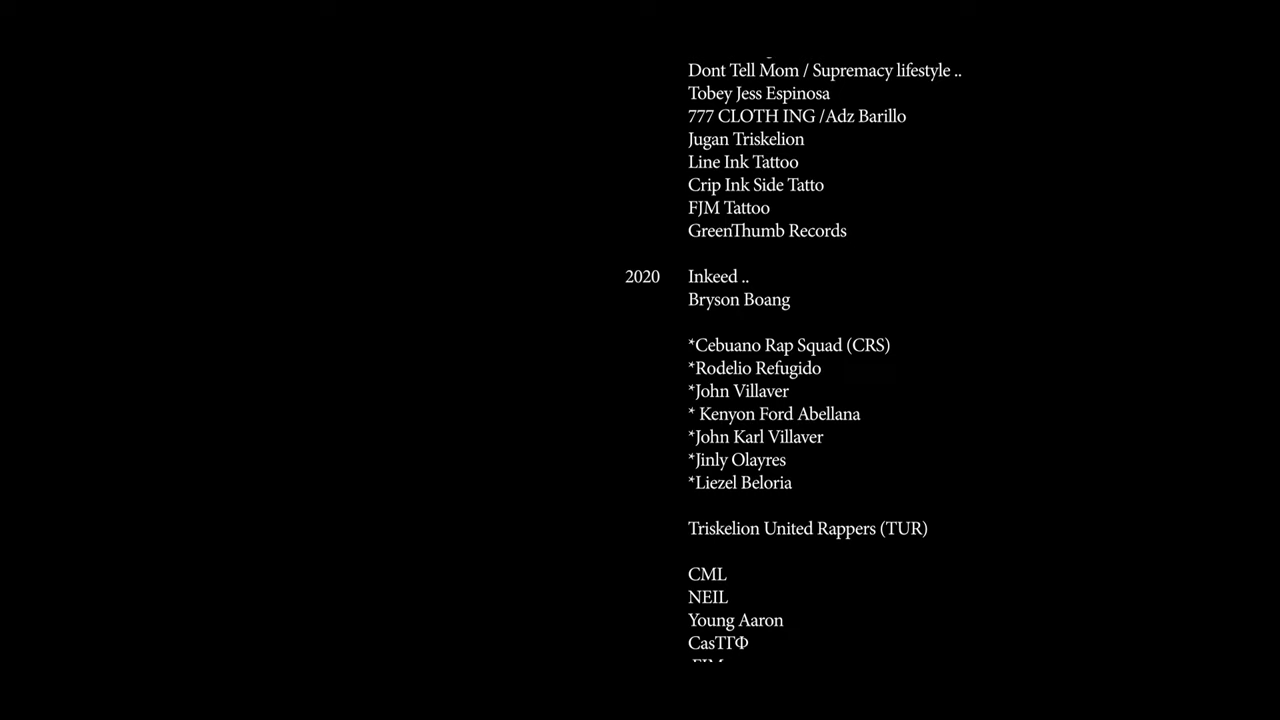 Dont Tell Mom / Supremacy lifestyle ..
Tobey Jess Espinosa
777 CLOTH ING /Adz Barillo
Jugan Triskelion
Line Ink Tattoo
Crip Ink Side Tatto
FJM Tattoo
GreenThumb Records
2020 Inkeed ..
Bryson Boang
*Cebuano Rap Squad (CRS)
*Rodelio Refugido
*John Villaver
* Kenyon Ford Abellana
*John Karl Villaver
*Jinly Olayres
*Liezel Beloria
Triskelion United Rappers (TUR)
CML
NEIL
Young Aaron
CasΤΓΦ